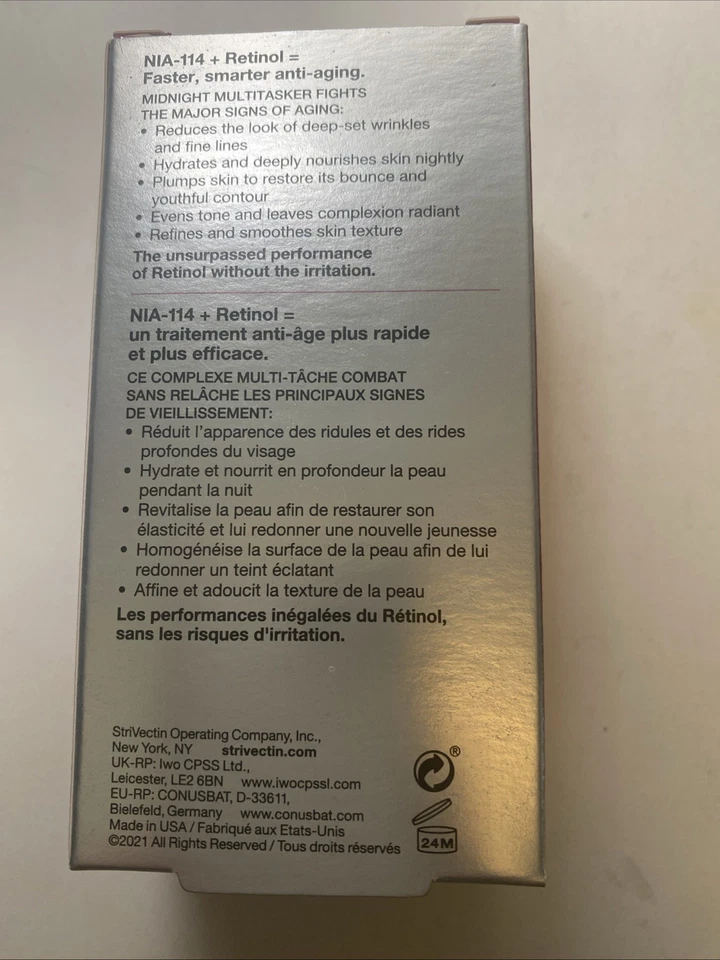 NIA-114 + Retinol =
Faster, smarter anti-aging.
MIDNIGHT MULTITASKER FIGHTS
THE MAJOR SIGNS OF AGING:
• Reduces the look of deep-set wrinkles
and fine lines
• Hydrates and deeply nourishes skin nightly
• Plumps skin to restore its bounce and
youthful contour
• Evens tone and leaves complexion radiant
• Refines and smoothes skin texture
The unsurpassed performance
of Retinol without the irritation.
NIA-114 + Retinol =
un traitement anti-âge plus rapide
et plus efficace.
CE COMPLEXE MULTI-TÂCHE COMBAT
SANS RELÂCHE LES PRINCIPAUX SIGNES
DE VIEILLISSEMENT:
• Réduit l'apparence des ridules et des rides
profondes du visage
• Hydrate et nourrit en profondeur la peau
pendant la nuit
• Revitalise la peau afin de restaurer son
élasticité et lui redonner une nouvelle jeunesse
• Homogénéise la surface de la peau afin de lui
redonner un teint éclatant
• Affine et adoucit la texture de la peau
Les performances inégalées du Rétinol,
sans les risques d'irritation.
StriVectin Operating Company, Inc.,
New York, NY strivectin.com
UK-RP: Iwo CPSS Ltd.,
Leicester, LE2 6BN www.iwocpssl.com
EU-RP: CONUSBAT, D-33611,
Bielefeld, Germany www.conusbat.com
Made in USA / Fabriqué aux Etats-Unis
©2021 All Rights Reserved / Tous droits réservés
®
24M